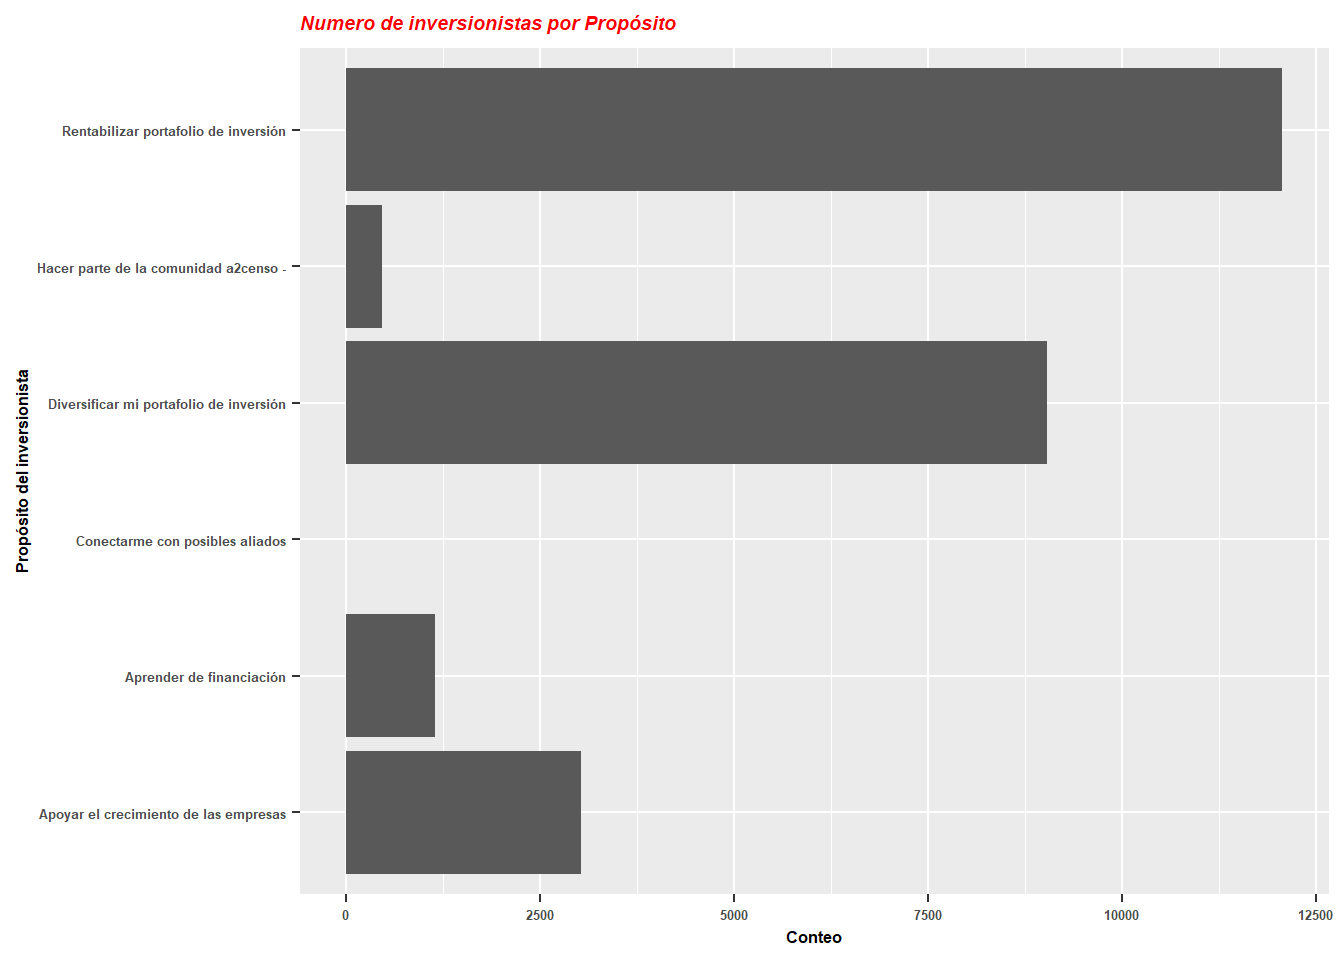 Numero de inversionistas por Propósito
Propósito del inversionista
Rentabilizar portafolio de inversión
Hacer parte de la comunidad a2censo -
Diversificar mi portafolio de inversión
Conectarme con posibles aliados
Aprender de financiación
Apoyar el crecimiento de las empresas
0 2500 5000 7500 10000 12500
Conteo